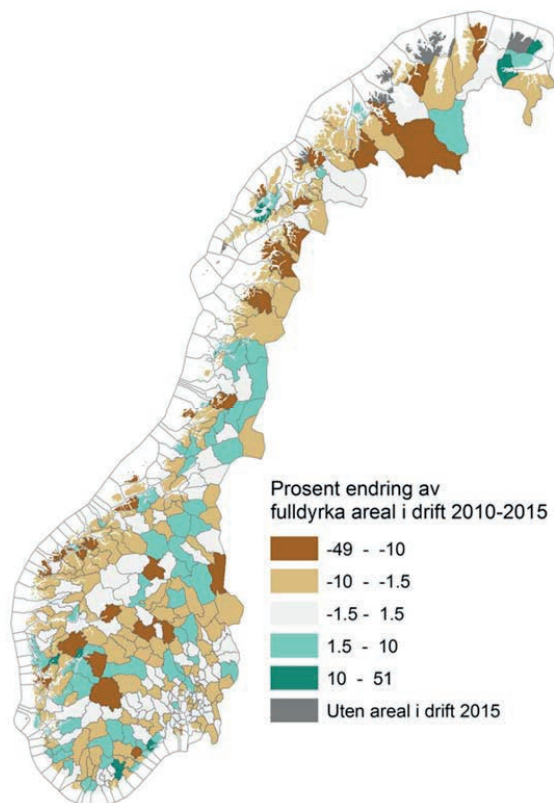 Prosent endring av
fulldyrka areal i drift 2010-2015
-49 - -10
-10 - -1.5
-1.5 - 1.5
1.5 - 10
10 - 51
Uten areal i drift 2015